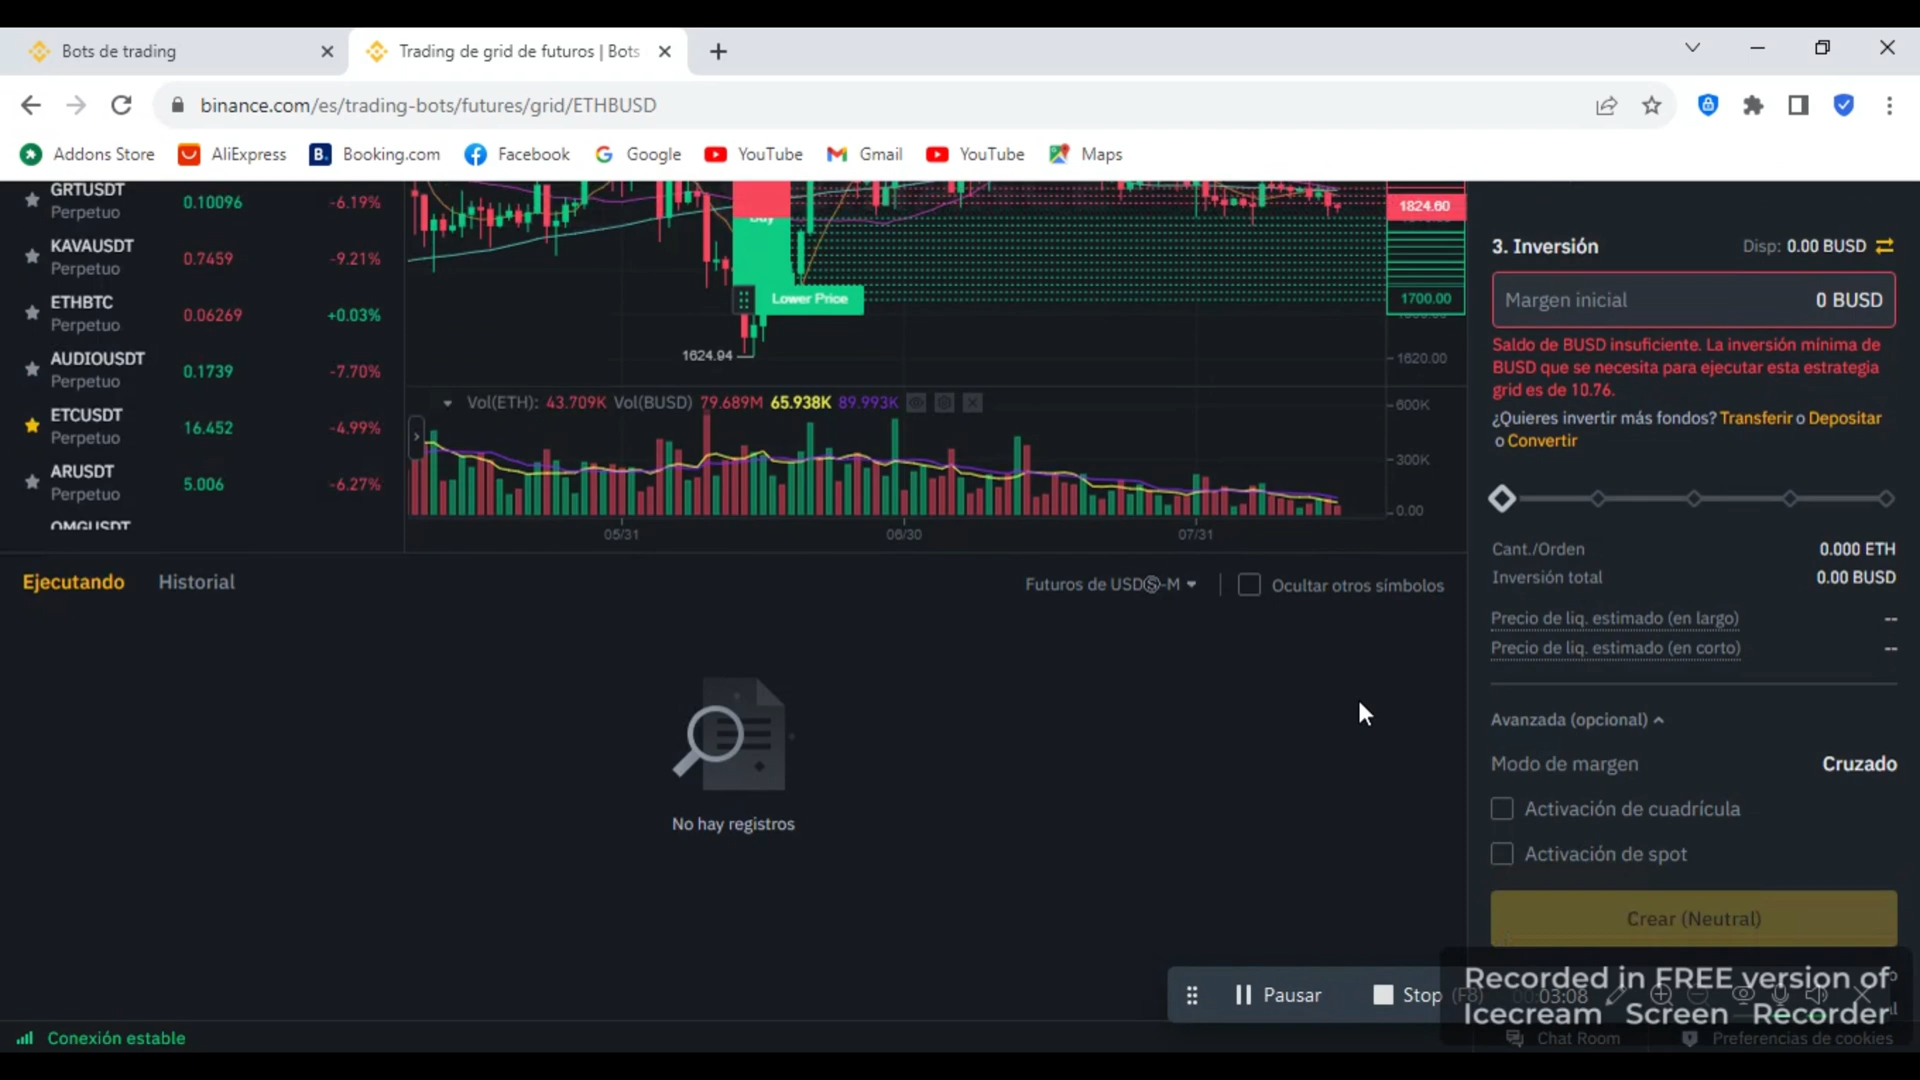 Bots de trading
Trading de grid de futuros | Bots
binance.com/es/trading-bots/futures/grid/ETHBUSD
Addons Store
AliExpress
B. Booking.com
Facebook
Google
YouTube
Gmail
YouTube
Maps
GRTUSDT
Perpetuo
0.10096
-6.19%
KAVAUSDT
Perpetuo
0.7459
-9.21%
ETHBTC
Perpetuo
0.06269
+0.03%
AUDIOUSDT
Perpetuo
0.1739
-7.70%
ETCUSDT
Perpetuo
16.452
-4.99%
ARUSDT
Perpetuo
5.006
-6.27%
OMGUSDT
Buy
Lower Price
1624.94
1824.60
1700.00
1620.00
Vol(ETH): 43.709K Vol(BUSD) 79.689M 65.938K 89.993K
600K
300K
0.00
05/31
06/30
07/31
3. Inversión
Disp: 0.00 BUSD
Margen inicial
0 BUSD
Saldo de BUSD insuficiente. La inversión mínima de
BUSD que se necesita para ejecutar esta estrategia
grid es de 10.76.
¿Quieres invertir más fondos? Transferir o Depositar
o Convertir
Cant./Orden
0.000 ETH
Inversión total
0.00 BUSD
Precio de liq. estimado (en largo)
--
Precio de liq. estimado (en corto)
--
Avanzada (opcional)
Modo de margen
Cruzado
Activación de cuadrícula
Activación de spot
Crear (Neutral)
Ejecutando
Historial
Futuros de USDⓈ-M
Ocultar otros símbolos
No hay registros
Pausar
Stop (F8)
00:03:08
Recorded in FREE version of
Icecream Screen Recorder
Conexión estable
Chat Room
Preferencias de cookies